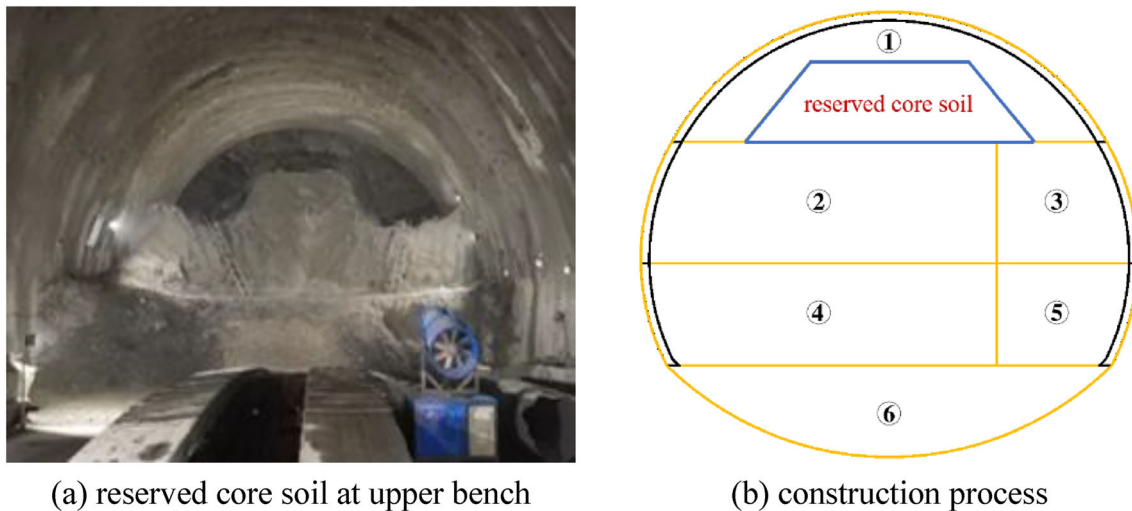 ①
reserved core soil
② ③
④ ⑤
⑥
(a) reserved core soil at upper bench
(b) construction process